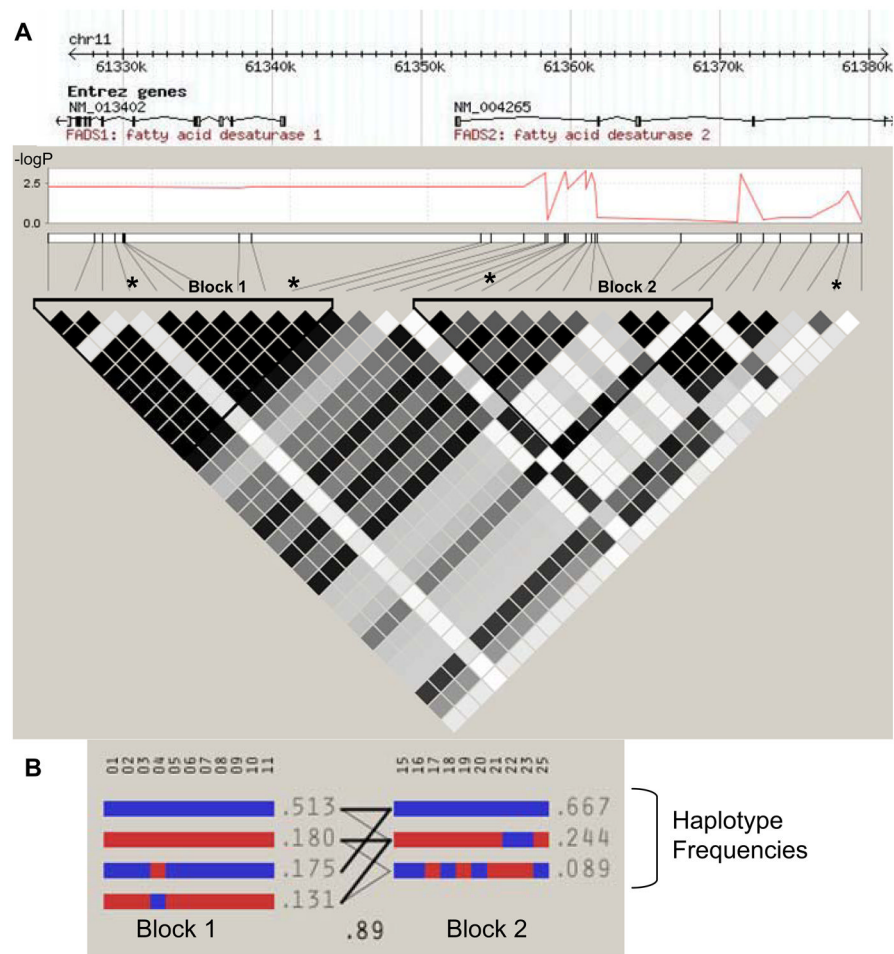 A
chr11
61330k 61340k 61350k 61360k 61370k 61380k
Entrez genes
NM_013402 NM_004265
FADS1: fatty acid desaturase 1 FADS2: fatty acid desaturase 2
-logP
2.5
0.0
* * * *
Block 1 Block 2
B
01 02 03 04 05 06 07 08 09 10 11 15 16 17 18 19 20 21 22 23 25
.513 .667
.180 .244
.175 .089
.131
Haplotype
Frequencies
Block 1 .89 Block 2